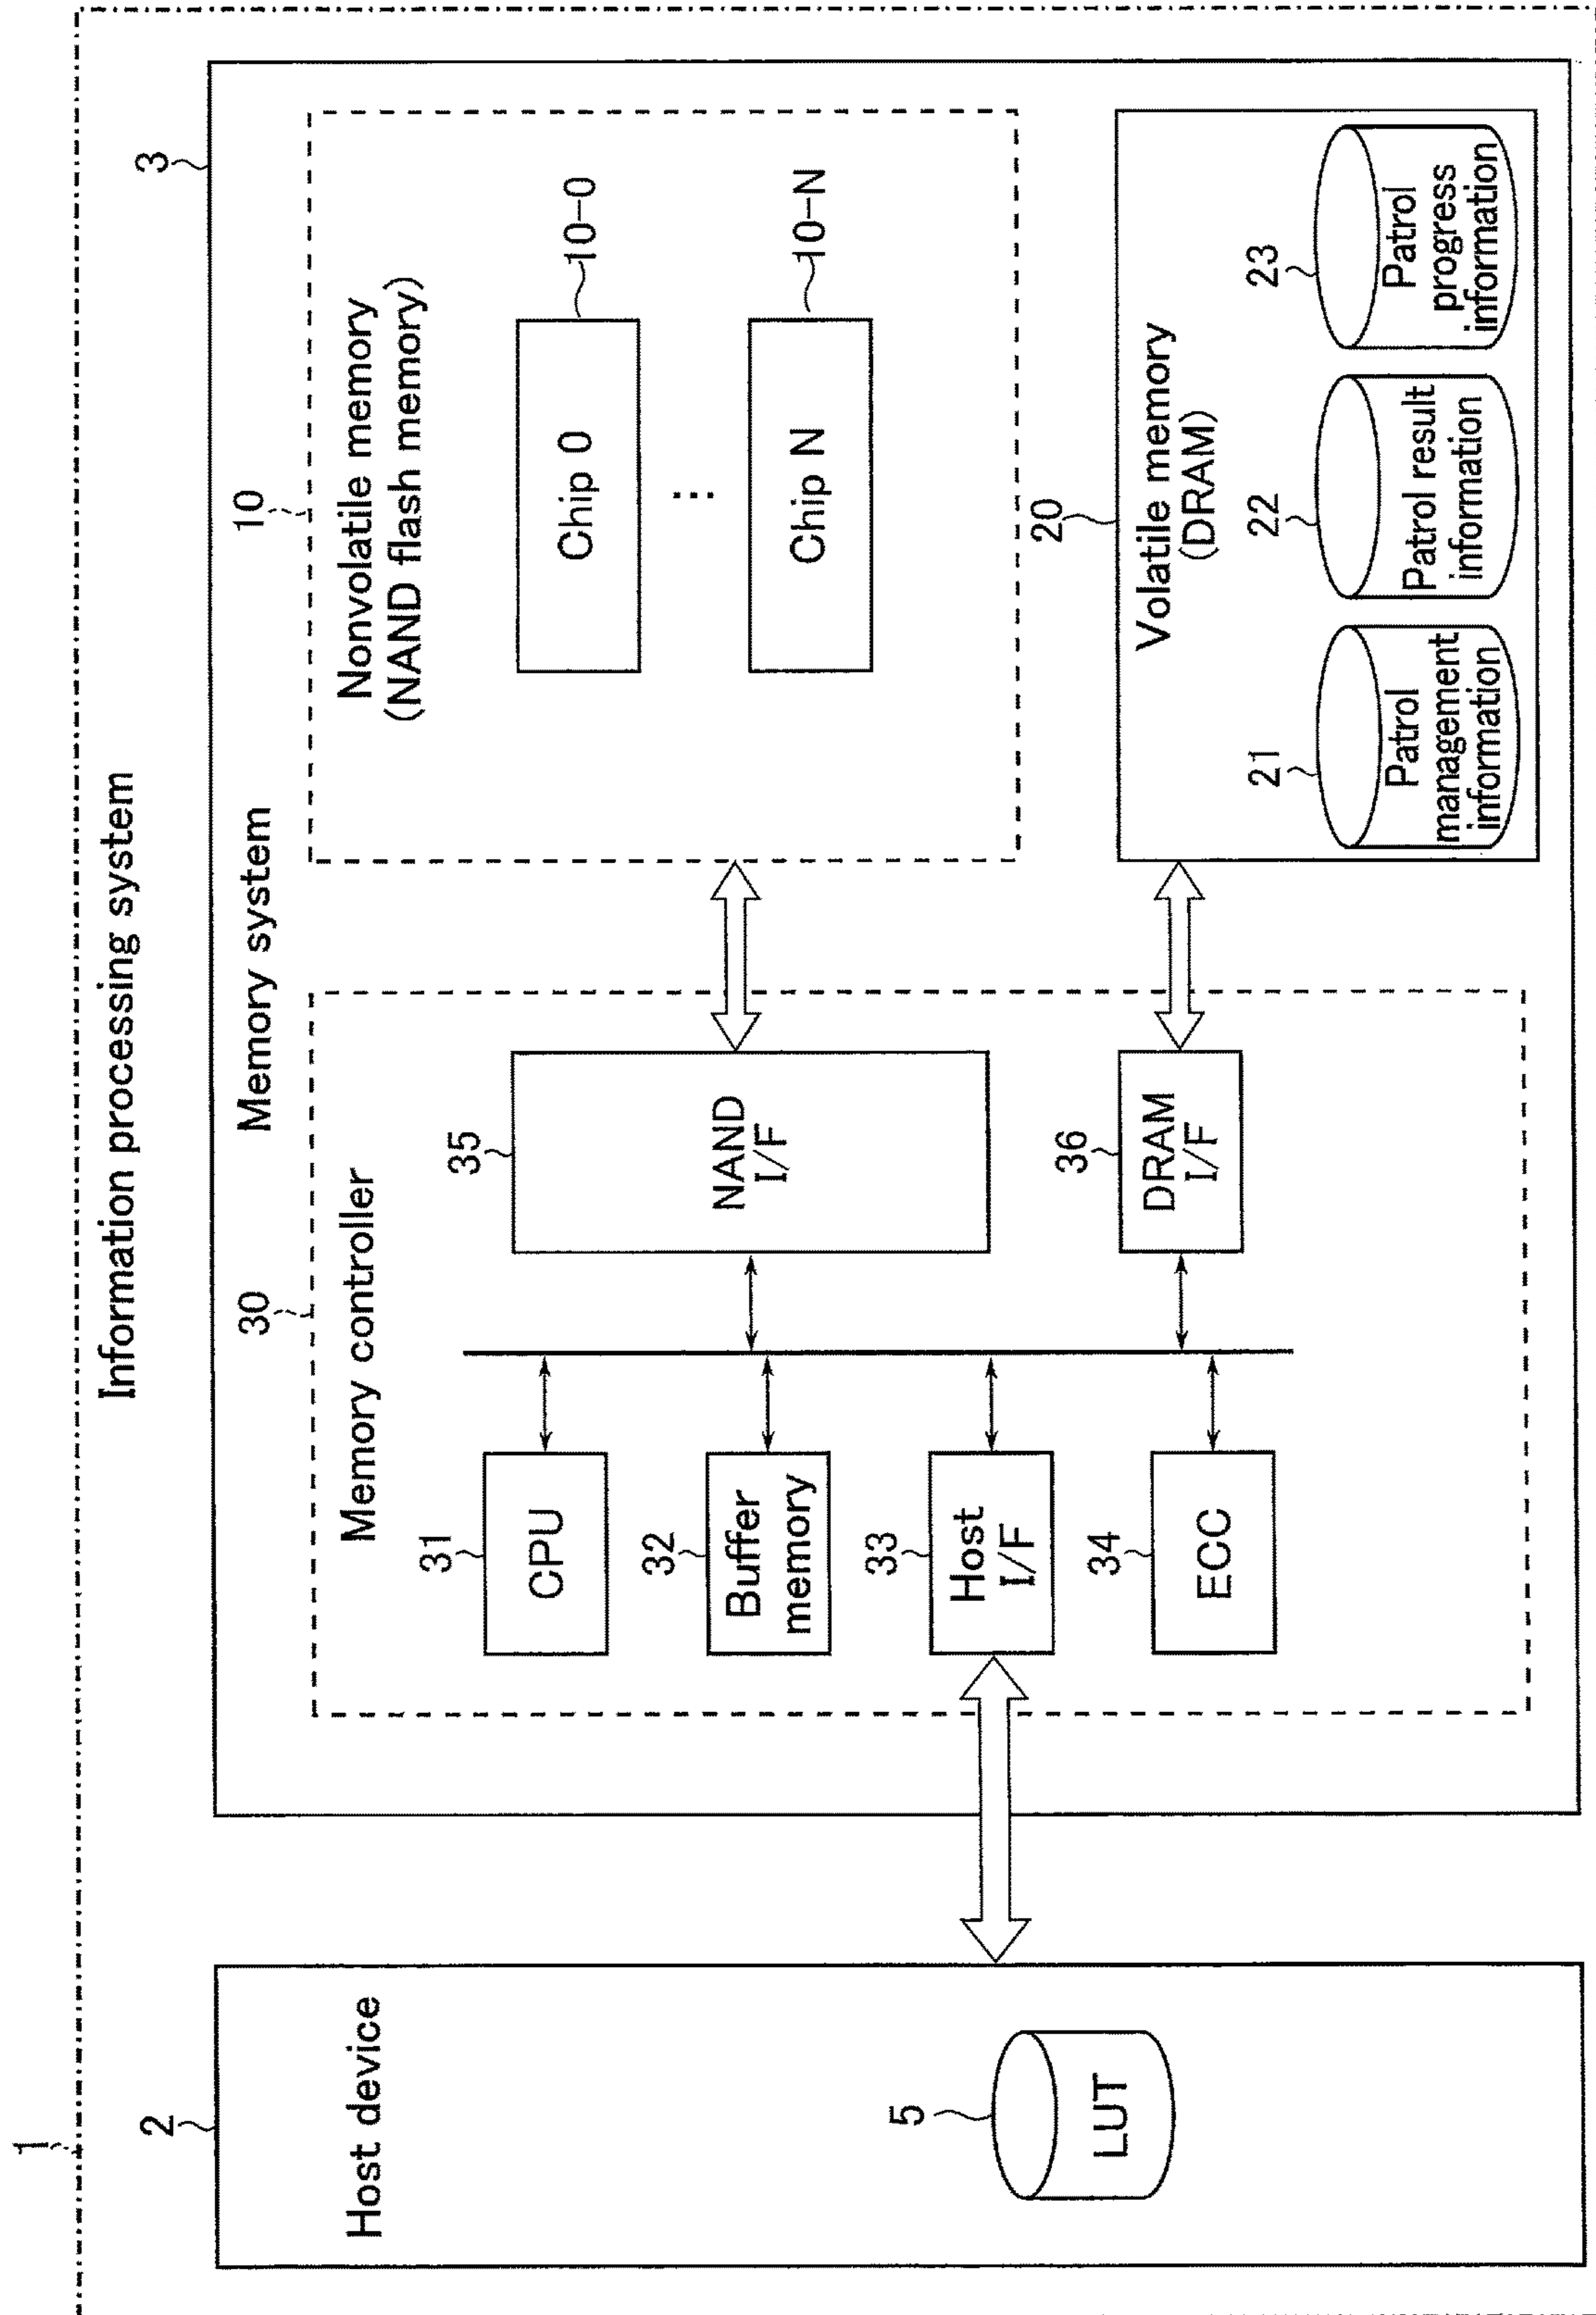 1
Information processing system
2
Host device
5
LUT
3
Memory system
30
Memory controller
31
CPU
32
Buffer
memory
33
Host
I/F
34
ECC
35
NAND
I/F
36
DRAM
I/F
10
Nonvolatile memory
(NAND flash memory)
Chip 0
10-0
⋮
Chip N
10-N
20
Volatile memory
(DRAM)
21
Patrol
management
information
22
Patrol result
information
23
Patrol
progress
information